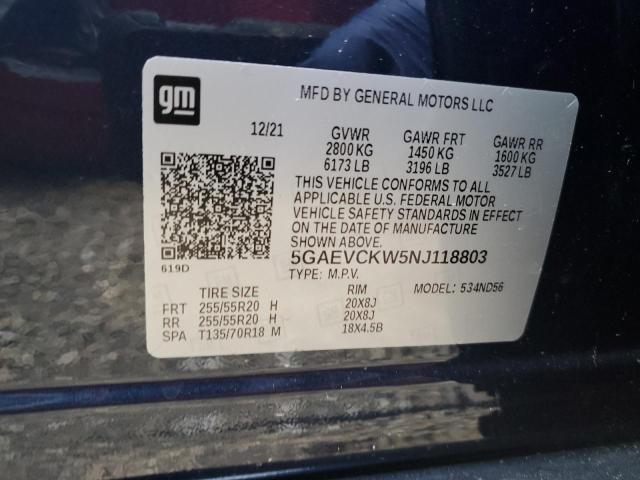 gm
MFD BY GENERAL MOTORS LLC
12/21 GVWR GAWR FRT GAWR RR
2800 KG 1450 KG 1600 KG
6173 LB 3196 LB 3527 LB
THIS VEHICLE CONFORMS TO ALL
APPLICABLE U.S. FEDERAL MOTOR
VEHICLE SAFETY STANDARDS IN EFFECT
ON THE DATE OF MANUFACTURE
SHOWN ABOVE.
619D
5GAEVCKW5NJ118803
TYPE: M.P.V. MODEL: 534ND56
TIRE SIZE RIM
FRT 255/55R20 H 20X8J
RR 255/55R20 H 20X8J
SPA T135/70R18 M 18X4.5B